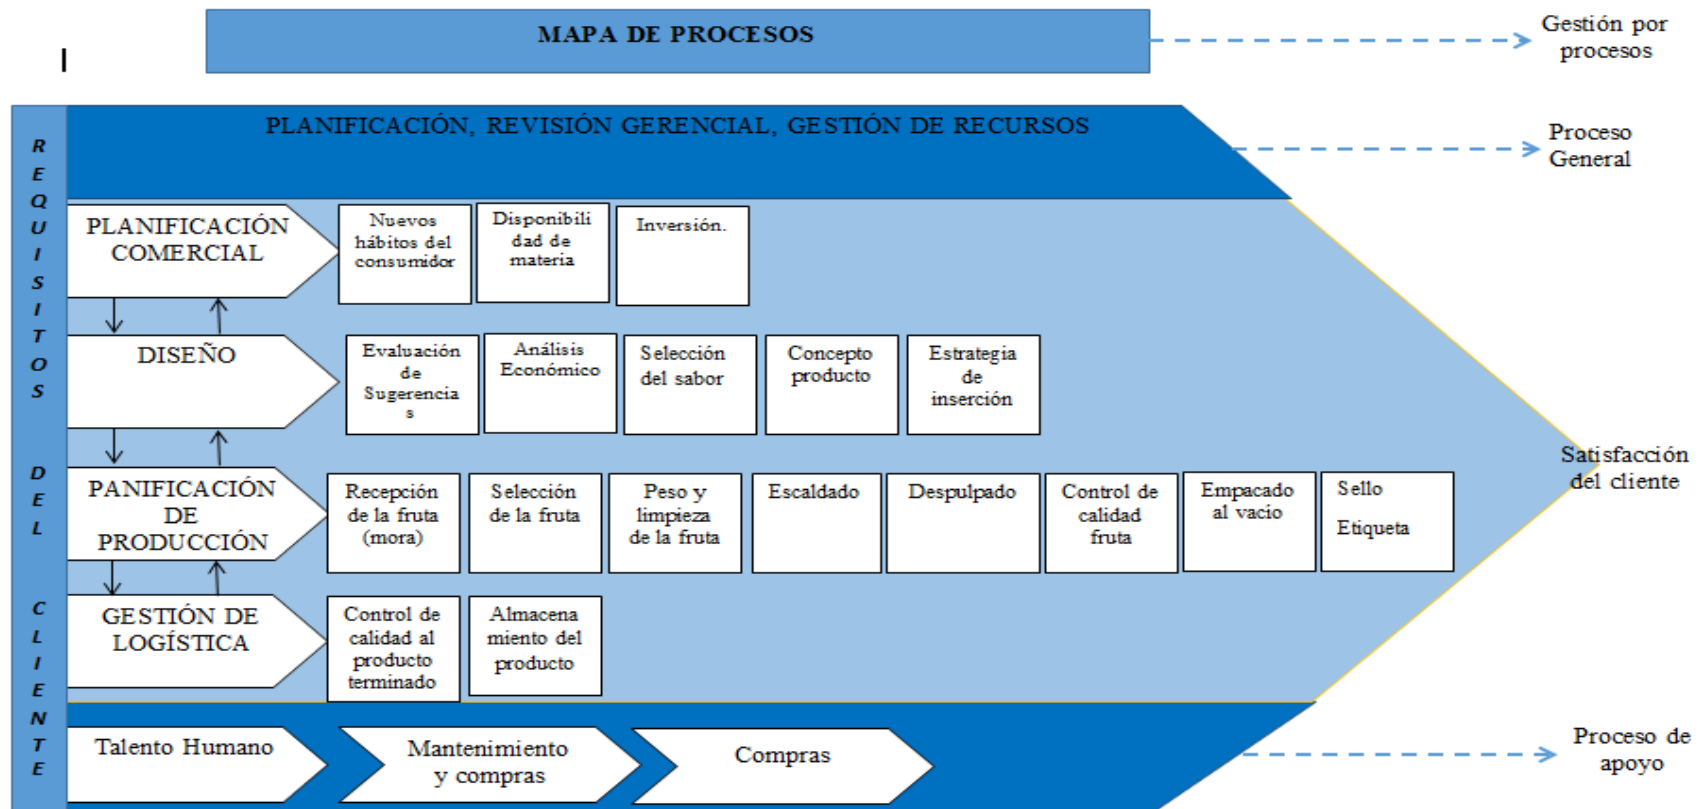 MAPA DE PROCESOS
Gestión por
procesos
REQUISITOS DEL CLIENTE
PLANIFICACIÓN, REVISIÓN GERENCIAL, GESTIÓN DE RECURSOS
Proceso
General
PLANIFICACIÓN
COMERCIAL
Nuevos
hábitos del
consumidor
Disponibili
dad de
materia
Inversión.
DISEÑO
Evaluación
de
Sugerencia
s
Análisis
Económico
Selección
del sabor
Concepto
producto
Estrategia
de
inserción
Satisfacción
del cliente
PANIFICACIÓN
DE
PRODUCCIÓN
Recepción
de la fruta
(mora)
Selección
de la fruta
Peso y
limpieza
de la fruta
Escaldado
Despulpado
Control de
calidad
fruta
Empacado
al vacio
Sello
Etiqueta
GESTIÓN DE
LOGÍSTICA
Control de
calidad al
producto
terminado
Almacena
miento del
producto
Talento Humano
Mantenimiento
y compras
Compras
Proceso de
apoyo